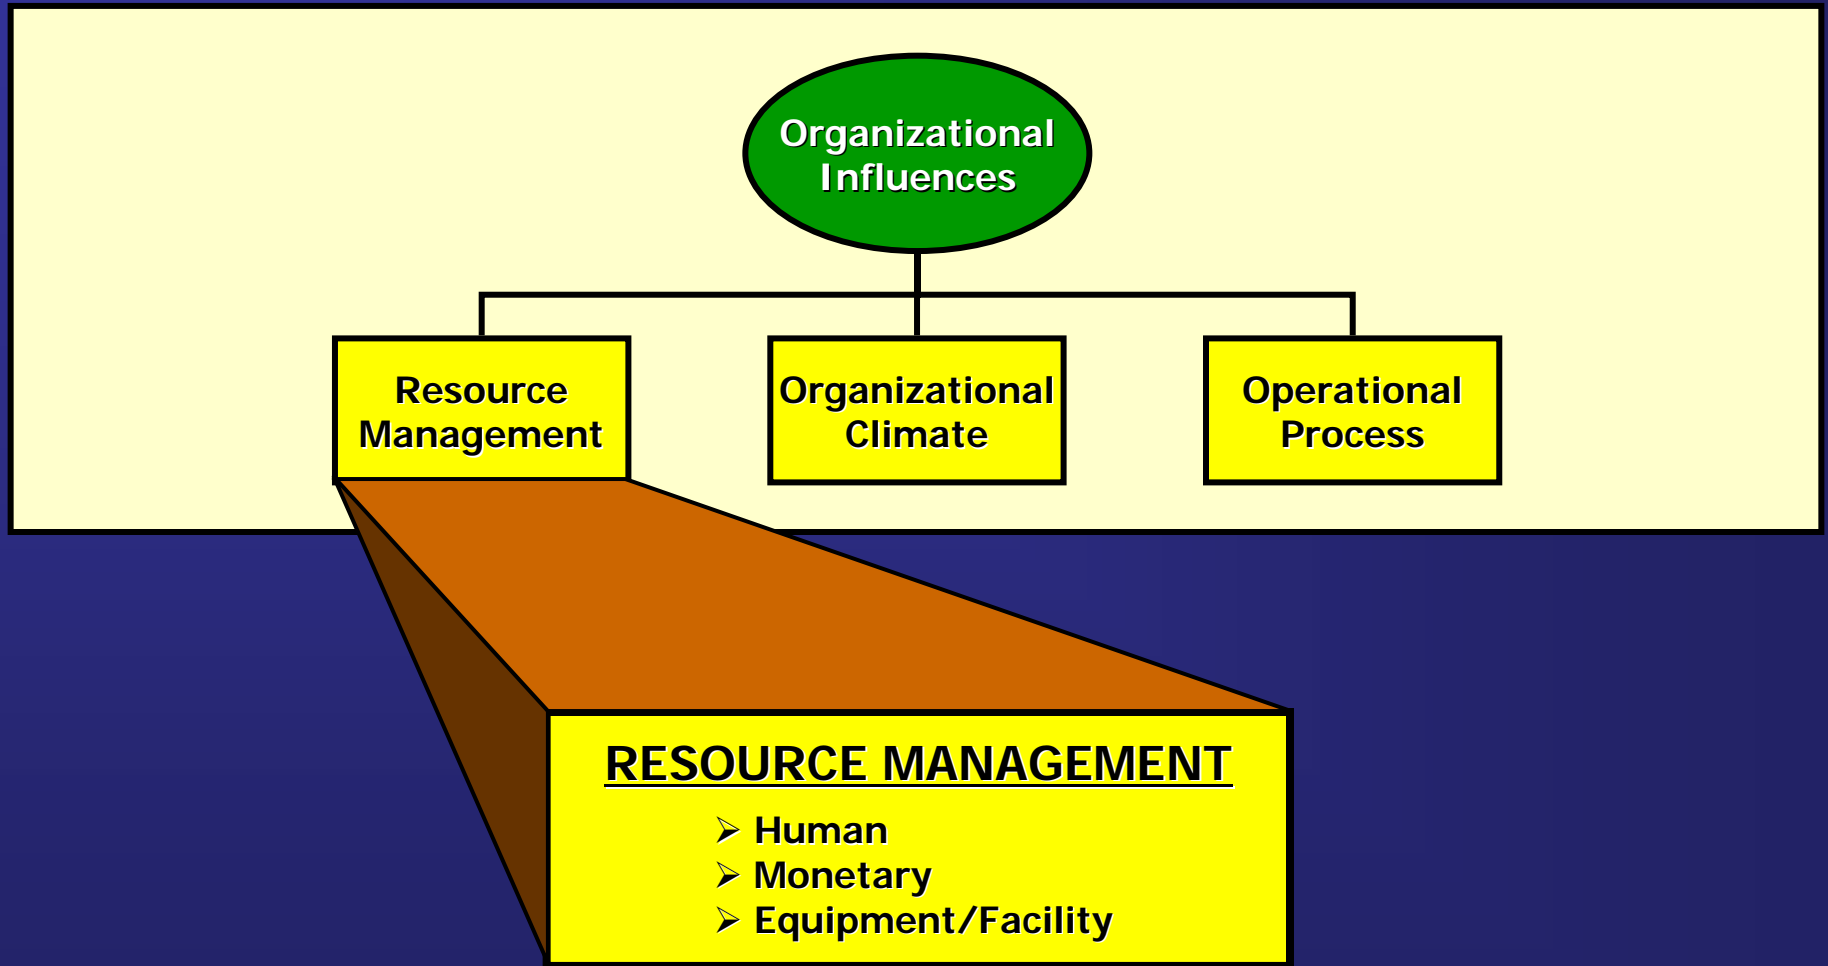 Organizational
Influences
Resource
Management
Organizational
Climate
Operational
Process
RESOURCE MANAGEMENT
➢ Human
➢ Monetary
➢ Equipment/Facility